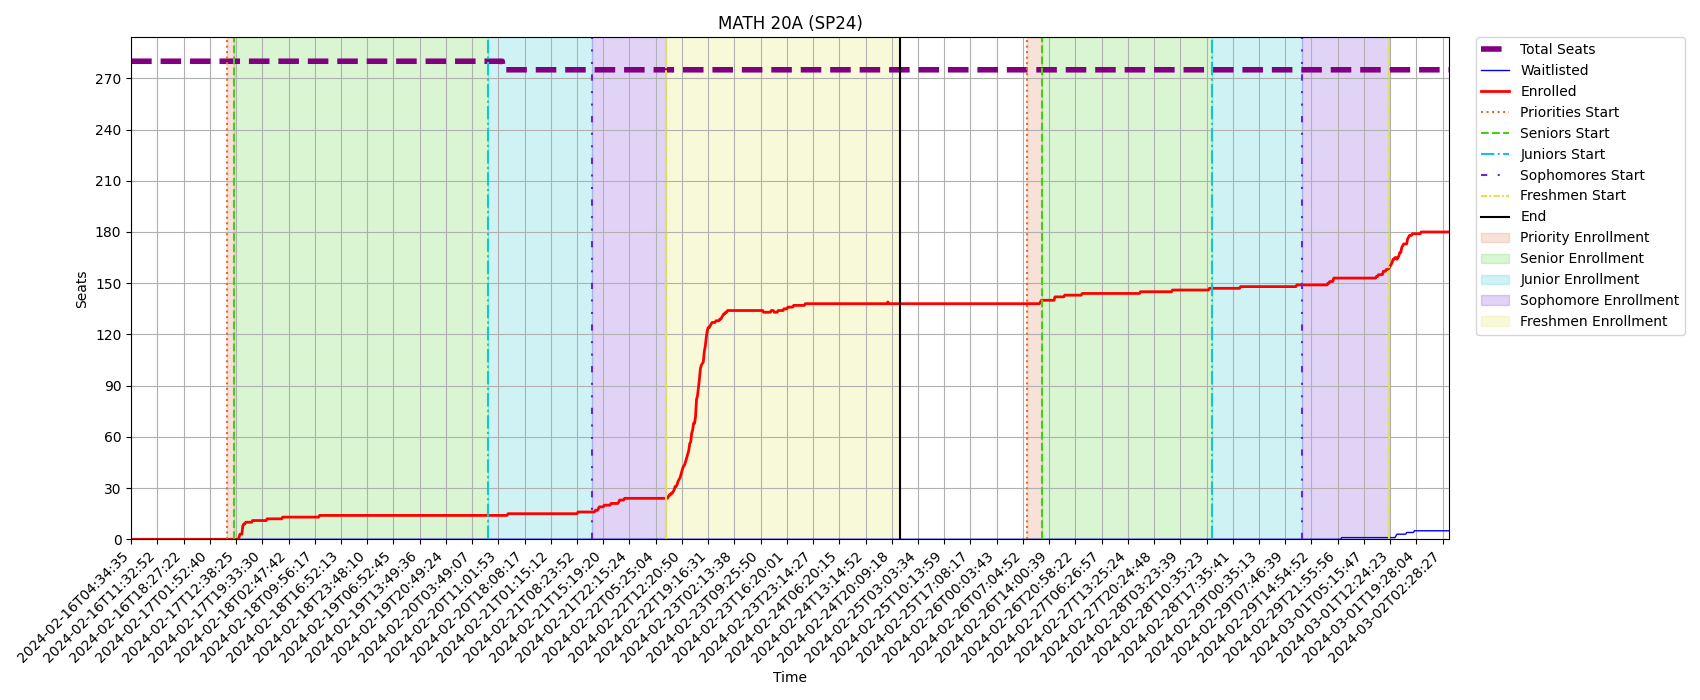 MATH 20A (SP24)
Seats
270
240
210
180
150
120
90
60
30
0
2024-02-16T04:34:35
2024-02-16T11:32:52
2024-02-16T18:27:22
2024-02-17T01:52:40
2024-02-17T12:38:25
2024-02-17T19:33:30
2024-02-18T02:47:42
2024-02-18T09:56:17
2024-02-18T16:52:13
2024-02-18T23:48:10
2024-02-19T06:52:45
2024-02-19T13:49:36
2024-02-19T20:49:24
2024-02-20T03:49:07
2024-02-20T11:01:53
2024-02-20T18:08:17
2024-02-21T01:15:12
2024-02-21T08:23:52
2024-02-21T15:19:20
2024-02-21T22:15:24
2024-02-22T05:25:04
2024-02-22T12:20:50
2024-02-22T19:16:31
2024-02-23T02:13:38
2024-02-23T09:25:50
2024-02-23T16:20:01
2024-02-23T23:14:27
2024-02-24T06:20:15
2024-02-24T13:14:52
2024-02-24T20:09:18
2024-02-25T03:03:34
2024-02-25T10:13:59
2024-02-25T17:08:17
2024-02-26T00:03:43
2024-02-26T07:04:52
2024-02-26T14:00:39
2024-02-26T20:58:22
2024-02-27T06:26:57
2024-02-27T13:25:24
2024-02-27T20:24:48
2024-02-28T03:23:39
2024-02-28T10:35:23
2024-02-28T17:35:41
2024-02-29T00:35:13
2024-02-29T07:46:39
2024-02-29T14:54:52
2024-02-29T21:55:56
2024-03-01T05:15:47
2024-03-01T12:24:23
2024-03-01T19:28:04
2024-03-02T02:28:27
Time
Total Seats
Waitlisted
Enrolled
Priorities Start
Seniors Start
Juniors Start
Sophomores Start
Freshmen Start
End
Priority Enrollment
Senior Enrollment
Junior Enrollment
Sophomore Enrollment
Freshmen Enrollment